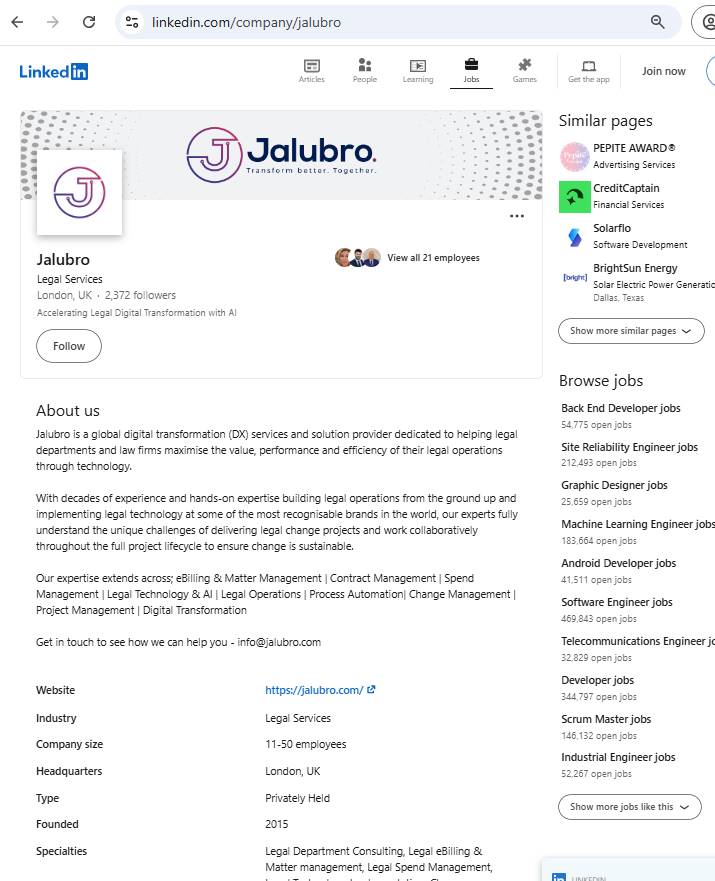 linkedin.com/company/jalubro
LinkedIn
Articles
People
Learning
Jobs
Games
Get the app
Join now
Jalubro.
Transform better. Together.
Jalubro
Legal Services
London, UK · 2,372 followers
Accelerating Legal Digital Transformation with AI
View all 21 employees
Follow
About us
Jalubro is a global digital transformation (DX) services and solution provider dedicated to helping legal
departments and law firms maximise the value, performance and efficiency of their legal operations
through technology.
With decades of experience and hands-on expertise building legal operations from the ground up and
implementing legal technology at some of the most recognisable brands in the world, our experts fully
understand the unique challenges of delivering legal change projects and work collaboratively
throughout the full project lifecycle to ensure change is sustainable.
Our expertise extends across; eBilling & Matter Management | Contract Management | Spend
Management | Legal Technology & AI | Legal Operations | Process Automation| Change Management |
Project Management | Digital Transformation
Get in touch to see how we can help you - info@jalubro.com
Website https://jalubro.com/
Industry Legal Services
Company size 11-50 employees
Headquarters London, UK
Type Privately Held
Founded 2015
Specialties Legal Department Consulting, Legal eBilling &
Matter management, Legal Spend Management,
Similar pages
Pepite
PEPITE AWARD®
Advertising Services
CreditCaptain
Financial Services
Solarflo
Software Development
[bright]
BrightSun Energy
Solar Electric Power Generatio
Dallas, Texas
Show more similar pages
Browse jobs
Back End Developer jobs
54,775 open jobs
Site Reliability Engineer jobs
212,493 open jobs
Graphic Designer jobs
25,659 open jobs
Machine Learning Engineer jobs
183,664 open jobs
Android Developer jobs
41,511 open jobs
Software Engineer jobs
469,843 open jobs
Telecommunications Engineer jo
32,829 open jobs
Developer jobs
344,797 open jobs
Scrum Master jobs
146,132 open jobs
Industrial Engineer jobs
52,267 open jobs
Show more jobs like this
in LINKEDIN